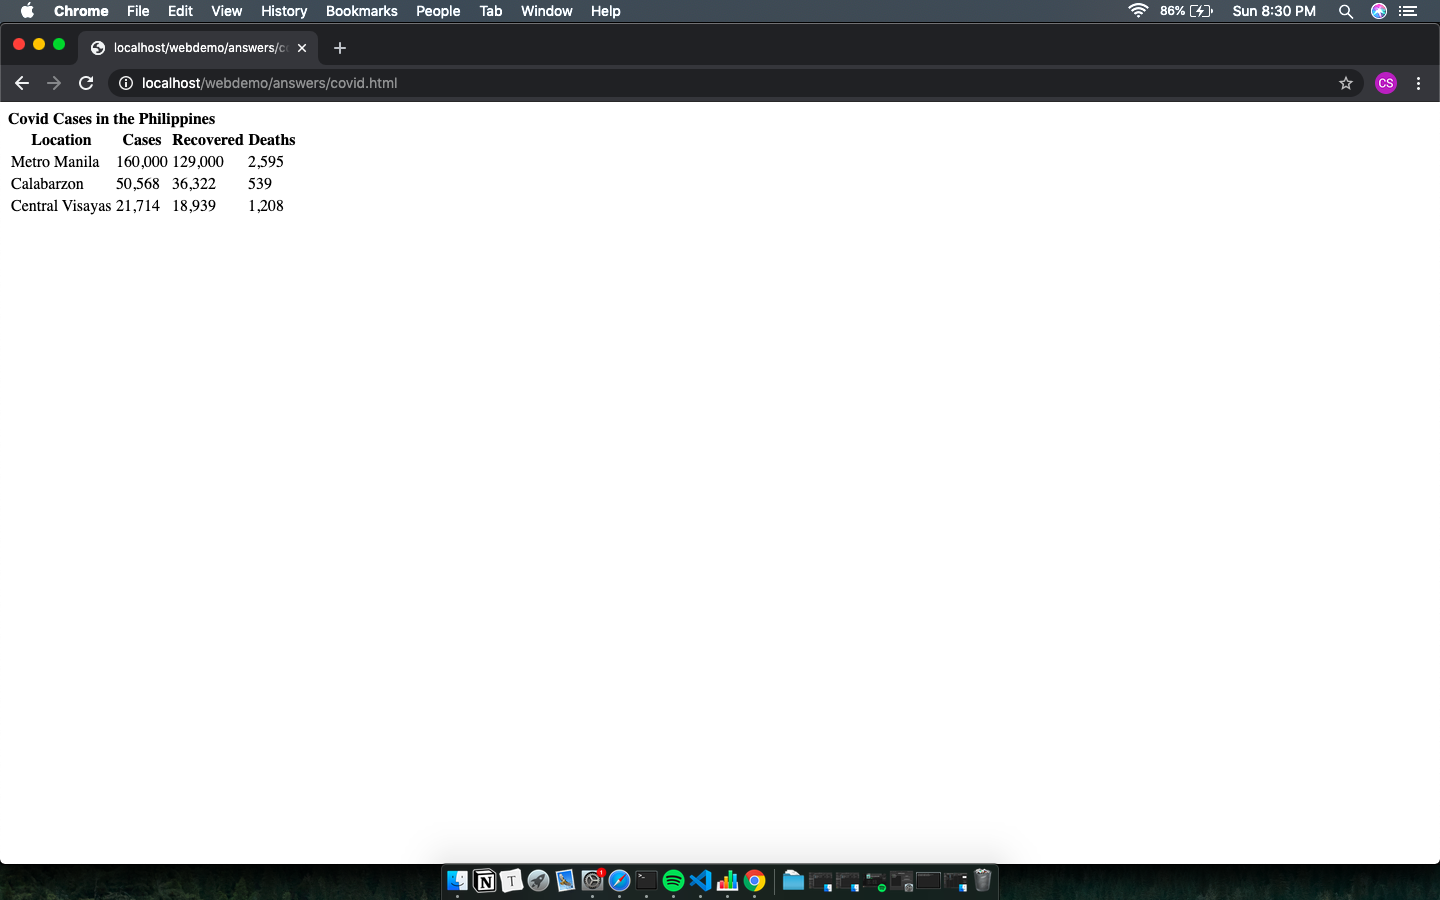 Chrome File Edit View History Bookmarks People Tab Window Help 86% Sun 8:30 PM
localhost/webdemo/answers/c
localhost/webdemo/answers/covid.html CS
Covid Cases in the Philippines
Location Cases Recovered Deaths
Metro Manila 160,000 129,000 2,595
Calabarzon 50,568 36,322 539
Central Visayas 21,714 18,939 1,208
N T 1